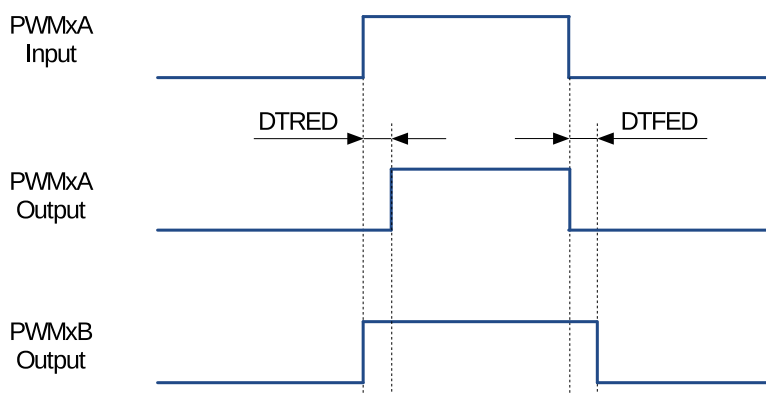 PWMxA
Input
DTRED
DTFED
PWMxA
Output
PWMxB
Output